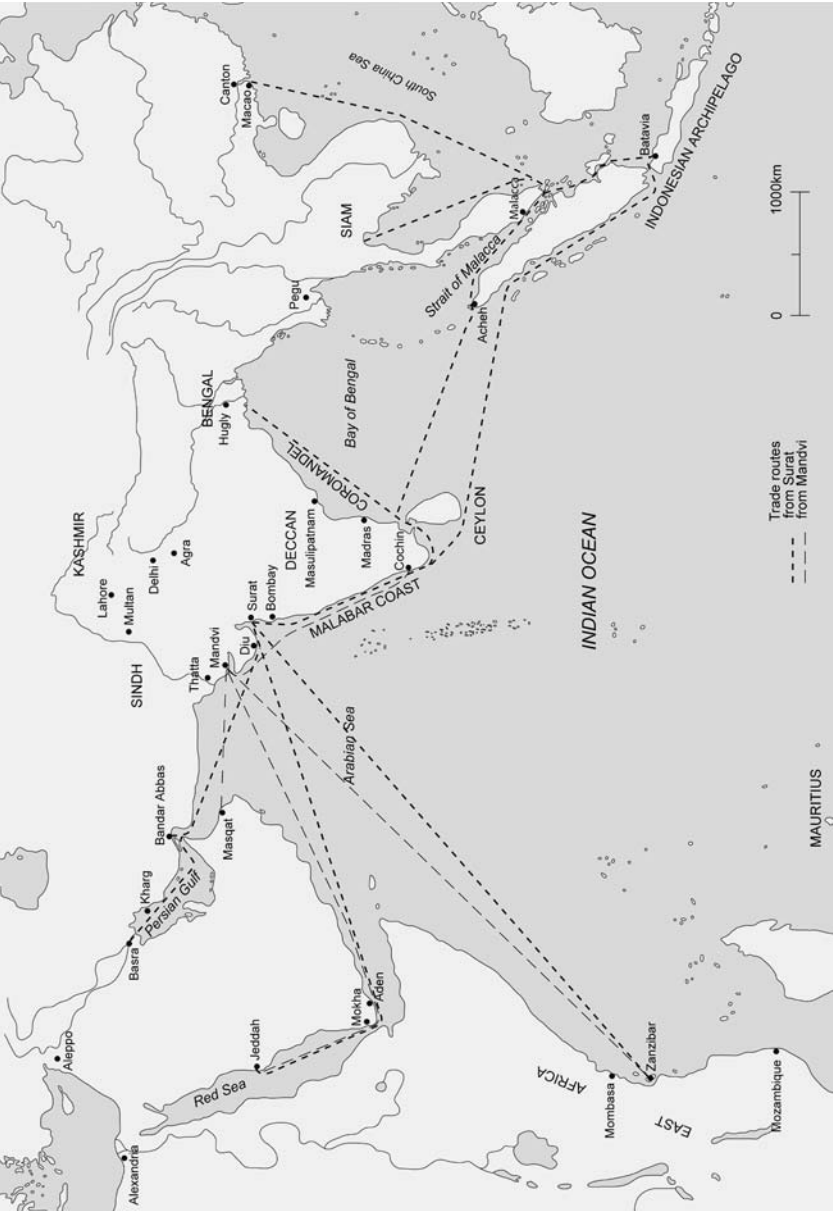 Aleppo
Alexandria
Basra
Kharg
Persian Gulf
Bandar Abbas
Masqat
Red Sea
Jeddah
Mokha
Aden
KASHMIR
Lahore
Multan
Delhi
Agra
SINDH
Thatta
Mandvi
Diu
Surat
Bombay
DECCAN
Masulipatnam
Madras
COROMANDEL
BENGAL
Hugly
MALABAR COAST
Cochin
CEYLON
Arabian Sea
Bay of Bengal
Pegu
SIAM
Canton
Macao
South China Sea
Strait of Malacca
Malacca
Acheh
Batavia
INDONESIAN ARCHIPELAGO
AFRICA
EAST
Mombasa
Zanzibar
Mozambique
MAURITIUS
INDIAN OCEAN
Trade routes
from Surat
from Mandvi
0 1000km